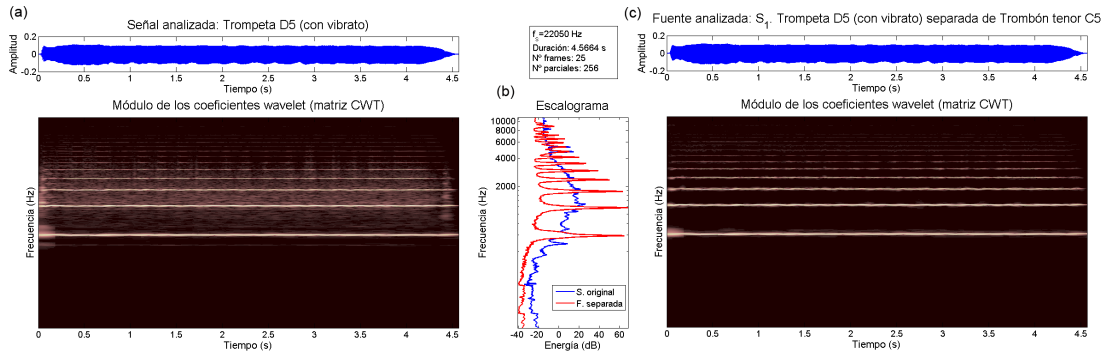 (a)
Señal analizada: Trompeta D5 (con vibrato)
Amplitud
0.2
0
-0.2
0 0.5 1 1.5 2 2.5 3 3.5 4 4.5
Tiempo (s)
Módulo de los coeficientes wavelet (matriz CWT)
Frecuencia (Hz)
0 0.5 1 1.5 2 2.5 3 3.5 4 4.5
Tiempo (s)
fs=22050 Hz
Duración: 4.5664 s
Nº frames: 25
Nº parciales: 256
(b)
Escalograma
Frecuencia (Hz)
10000
8000
6000
4000
2000
S. original
F. separada
-40 -20 0 20 40 60
Energía (dB)
(c)
Fuente analizada: S1. Trompeta D5 (con vibrato) separada de Trombón tenor C5
Amplitud
0.2
0
-0.2
0 0.5 1 1.5 2 2.5 3 3.5 4 4.5
Tiempo (s)
Módulo de los coeficientes wavelet (matriz CWT)
Frecuencia (Hz)
0 0.5 1 1.5 2 2.5 3 3.5 4 4.5
Tiempo (s)